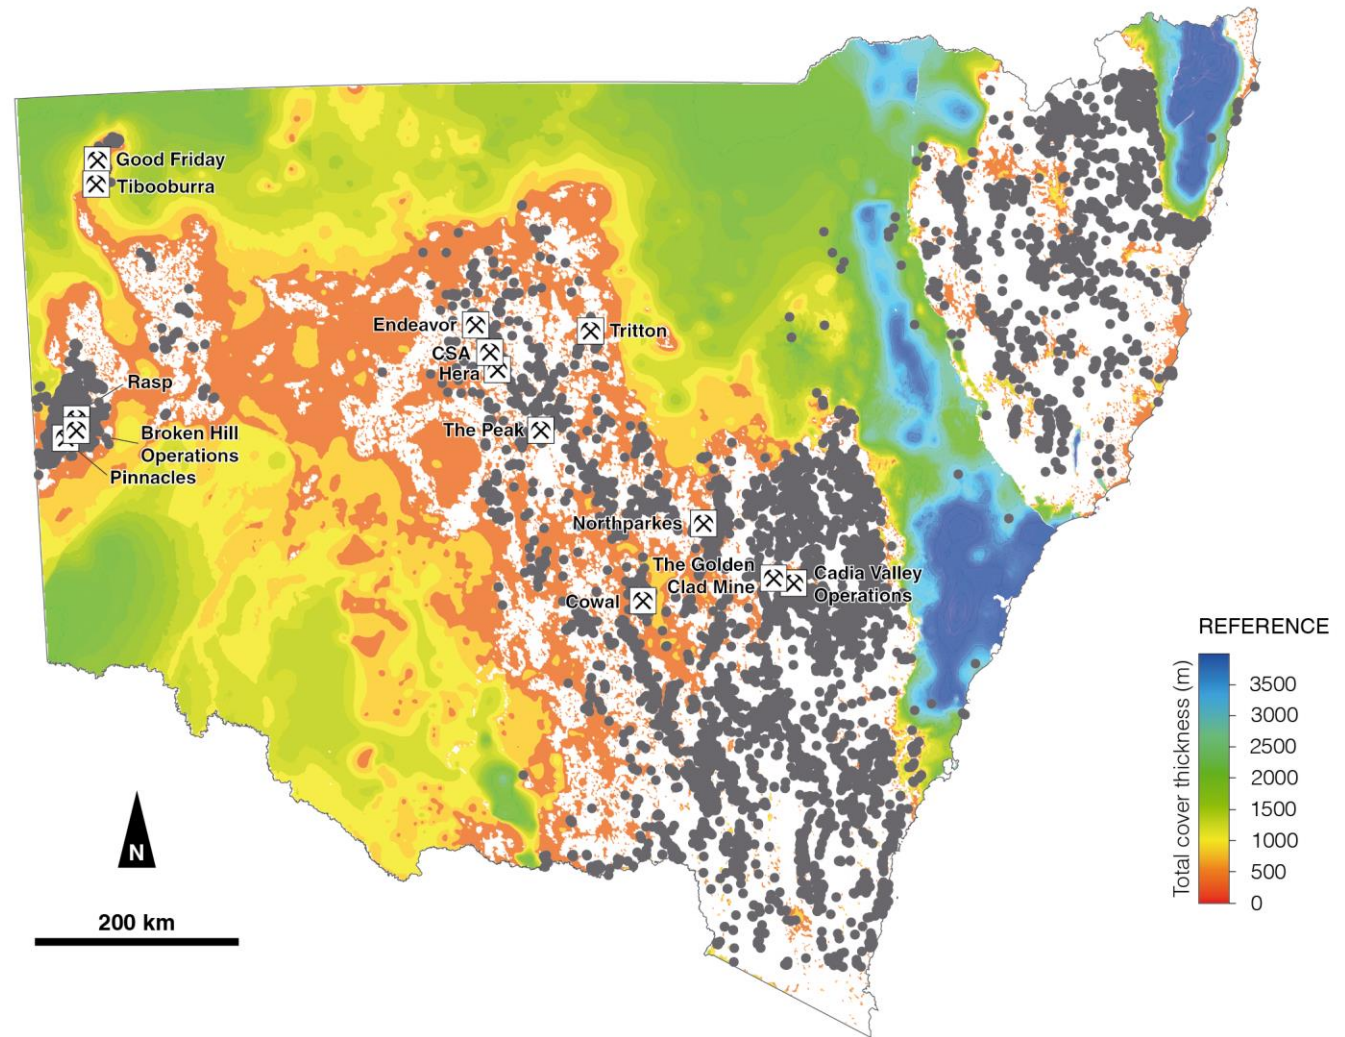 Good Friday
Tibooburra
Endeavor
Tritton
CSA
Hera
Rasp
The Peak
Broken Hill
Operations
Pinnacles
Northparkes
The Golden
Clad Mine
Cadia Valley
Operations
Cowal
N
200 km
REFERENCE
Total cover thickness (m)
3500
3000
2500
2000
1500
1000
500
0